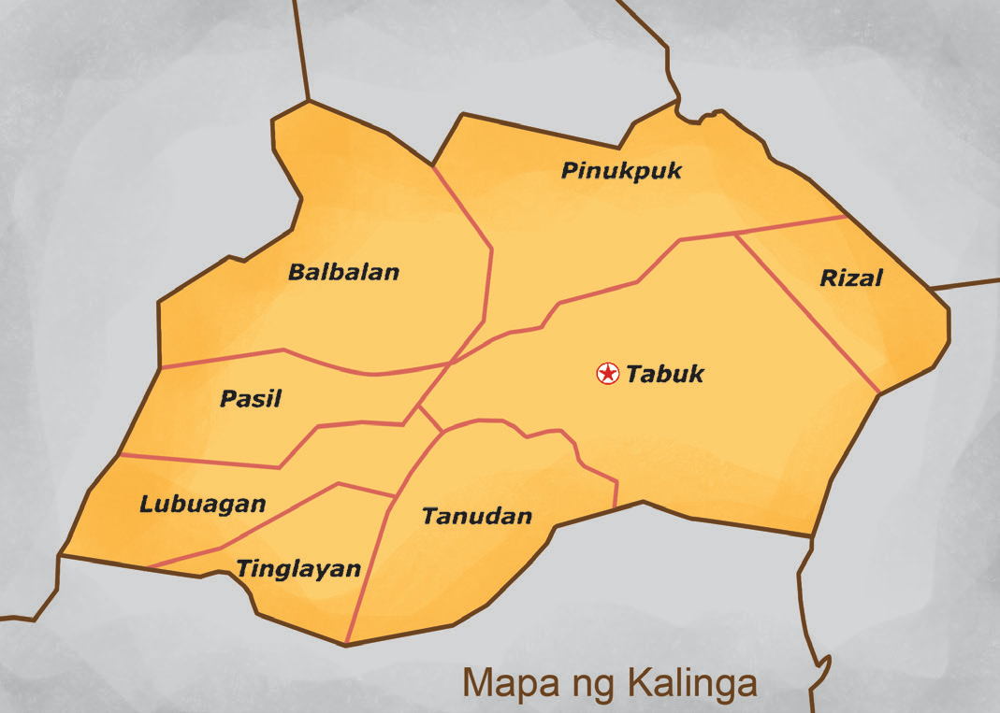 Pinukpuk
Balbalan
Rizal
Tabuk
Pasil
Lubuagan
Tanudan
Tinglayan
Mapa ng Kalinga